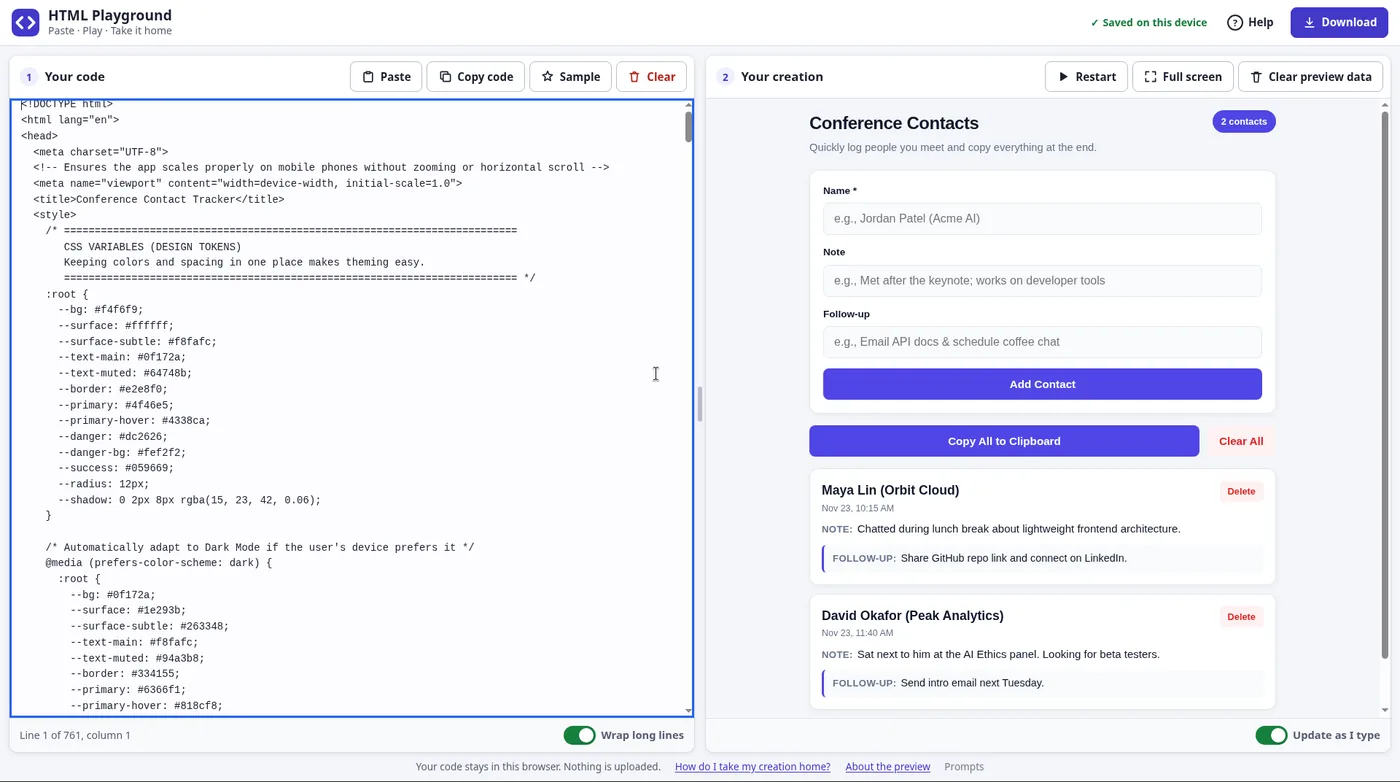 HTML Playground
Paste · Play · Take it home
✓ Saved on this device
? Help
Download
1 Your code
Paste
Copy code
Sample
Clear
<!DOCTYPE html>
<html lang="en">
<head>
  <meta charset="UTF-8">
  <!-- Ensures the app scales properly on mobile phones without zooming or horizontal scroll -->
  <meta name="viewport" content="width=device-width, initial-scale=1.0">
  <title>Conference Contact Tracker</title>
  <style>
    /* =========================================================================
       CSS VARIABLES (DESIGN TOKENS)
       Keeping colors and spacing in one place makes theming easy.
       ========================================================================= */
    :root {
      --bg: #f4f6f9;
      --surface: #ffffff;
      --surface-subtle: #f8fafc;
      --text-main: #0f172a;
      --text-muted: #64748b;
      --border: #e2e8f0;
      --primary: #4f46e5;
      --primary-hover: #4338ca;
      --danger: #dc2626;
      --danger-bg: #fef2f2;
      --success: #059669;
      --radius: 12px;
      --shadow: 0 2px 8px rgba(15, 23, 42, 0.06);
    }

    /* Automatically adapt to Dark Mode if the user's device prefers it */
    @media (prefers-color-scheme: dark) {
      :root {
        --bg: #0f172a;
        --surface: #1e293b;
        --surface-subtle: #263348;
        --text-main: #f8fafc;
        --text-muted: #94a3b8;
        --border: #334155;
        --primary: #6366f1;
        --primary-hover: #818cf8;
Line 1 of 761, column 1
Wrap long lines
2 Your creation
Restart
Full screen
Clear preview data
Conference Contacts
2 contacts
Quickly log people you meet and copy everything at the end.
Name *
e.g., Jordan Patel (Acme AI)
Note
e.g., Met after the keynote; works on developer tools
Follow-up
e.g., Email API docs & schedule coffee chat
Add Contact
Copy All to Clipboard
Clear All
Maya Lin (Orbit Cloud)
Delete
Nov 23, 10:15 AM
NOTE: Chatted during lunch break about lightweight frontend architecture.
FOLLOW-UP: Share GitHub repo link and connect on LinkedIn.
David Okafor (Peak Analytics)
Delete
Nov 23, 11:40 AM
NOTE: Sat next to him at the AI Ethics panel. Looking for beta testers.
FOLLOW-UP: Send intro email next Tuesday.
Update as I type
Your code stays in this browser. Nothing is uploaded.
How do I take my creation home?
About the preview
Prompts